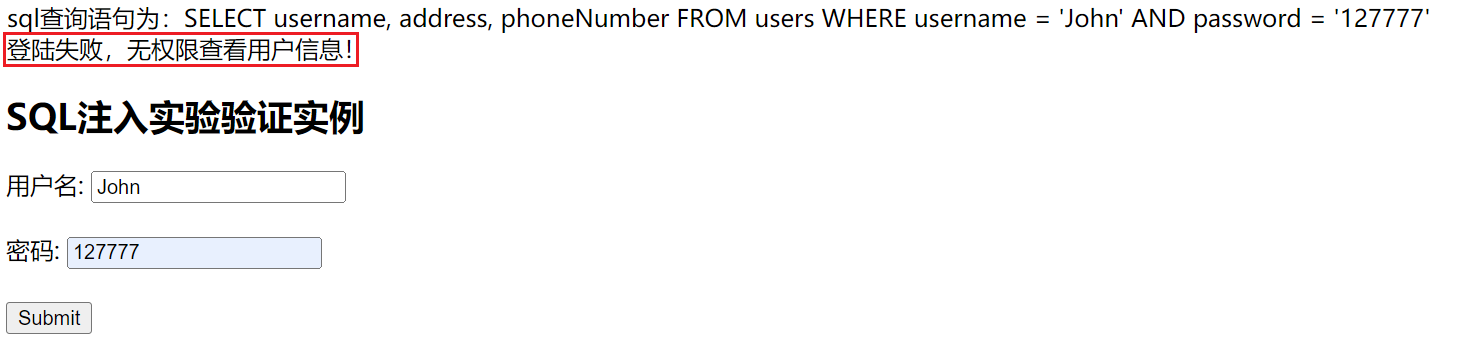 sql查询语句为：SELECT username, address, phoneNumber FROM users WHERE username = 'John' AND password = '127777'
登陆失败，无权限查看用户信息！
SQL注入实验验证实例
用户名: John
密码: 127777
Submit